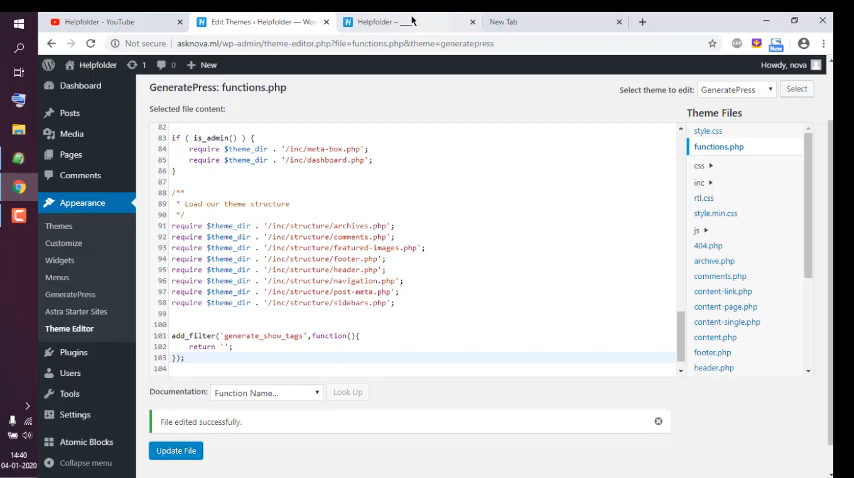 Helpfolder - YouTube
Edit Themes ‹ Helpfolder — Wor
Helpfolder – ____
New Tab
Not secure
asknova.ml/wp-admin/theme-editor.php?file=functions.php&theme=generatepress
New
Helpfolder
1
0
+ New
Howdy, nova
Dashboard
Posts
Media
Pages
Comments
Appearance
Themes
Customize
Widgets
Menus
GeneratePress
Astra Starter Sites
Theme Editor
Plugins
Users
Tools
Settings
Atomic Blocks
Collapse menu
GeneratePress: functions.php
Select theme to edit:
GeneratePress
Select
Selected file content:
82
83 if ( is_admin() ) {
84 require $theme_dir . '/inc/meta-box.php';
85 require $theme_dir . '/inc/dashboard.php';
86 }
87
88 /**
89 * Load our theme structure
90 */
91 require $theme_dir . '/inc/structure/archives.php';
92 require $theme_dir . '/inc/structure/comments.php';
93 require $theme_dir . '/inc/structure/featured-images.php';
94 require $theme_dir . '/inc/structure/footer.php';
95 require $theme_dir . '/inc/structure/header.php';
96 require $theme_dir . '/inc/structure/navigation.php';
97 require $theme_dir . '/inc/structure/post-meta.php';
98 require $theme_dir . '/inc/structure/sidebars.php';
99
100
101 add_filter('generate_show_tags',function(){
102 return '';
103 });
104
Theme Files
style.css
functions.php
css
inc
rtl.css
style.min.css
js
404.php
archive.php
comments.php
content-link.php
content-page.php
content-single.php
content.php
footer.php
header.php
Documentation:
Function Name...
Look Up
File edited successfully.
Update File
14:40
04-01-2020